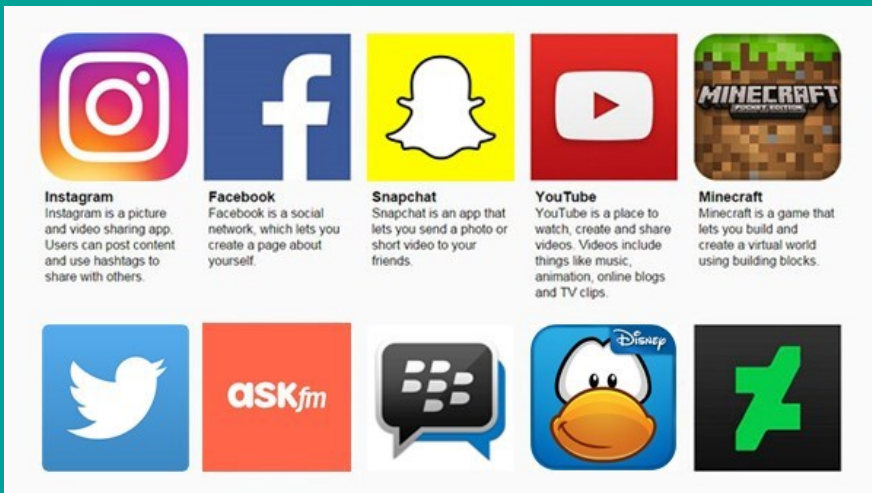 MINECRAFT
POCKET EDITION
Instagram
Instagram is a picture
and video sharing app.
Users can post content
and use hashtags to
share with others.
Facebook
Facebook is a social
network, which lets you
create a page about
yourself.
Snapchat
Snapchat is an app that
lets you send a photo or
short video to your
friends.
YouTube
YouTube is a place to
watch, create and share
videos. Videos include
things like music,
animation, online blogs
and TV clips.
Minecraft
Minecraft is a game that
lets you build and
create a virtual world
using building blocks.
askfm
Disney